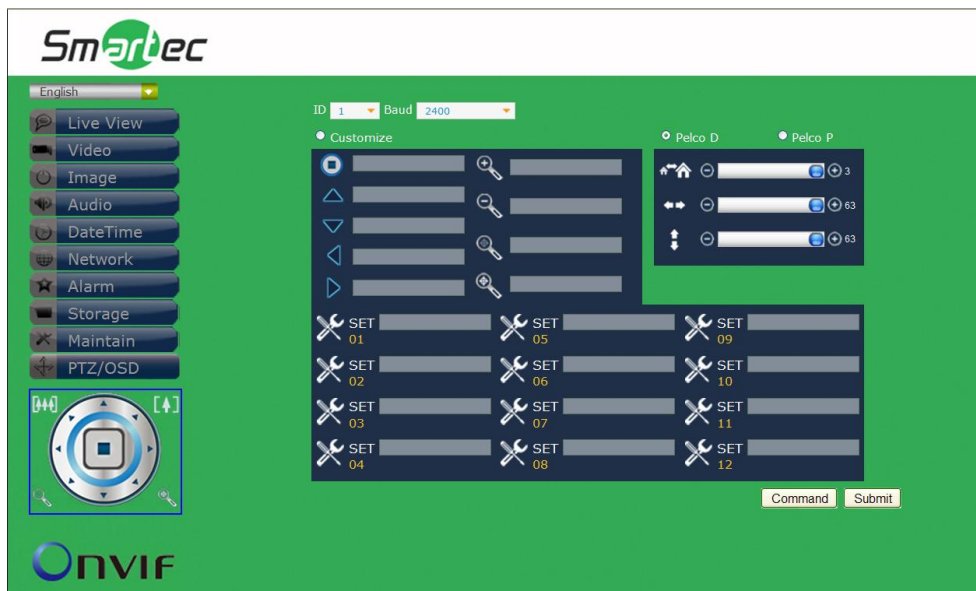 Smartec
English
Live View
Video
Image
Audio
DateTime
Network
Alarm
Storage
Maintain
PTZ/OSD
Onvif
ID 1 Baud 2400
Customize
Pelco D Pelco P
3
63
63
SET 01
SET 05
SET 09
SET 02
SET 06
SET 10
SET 03
SET 07
SET 11
SET 04
SET 08
SET 12
Command Submit